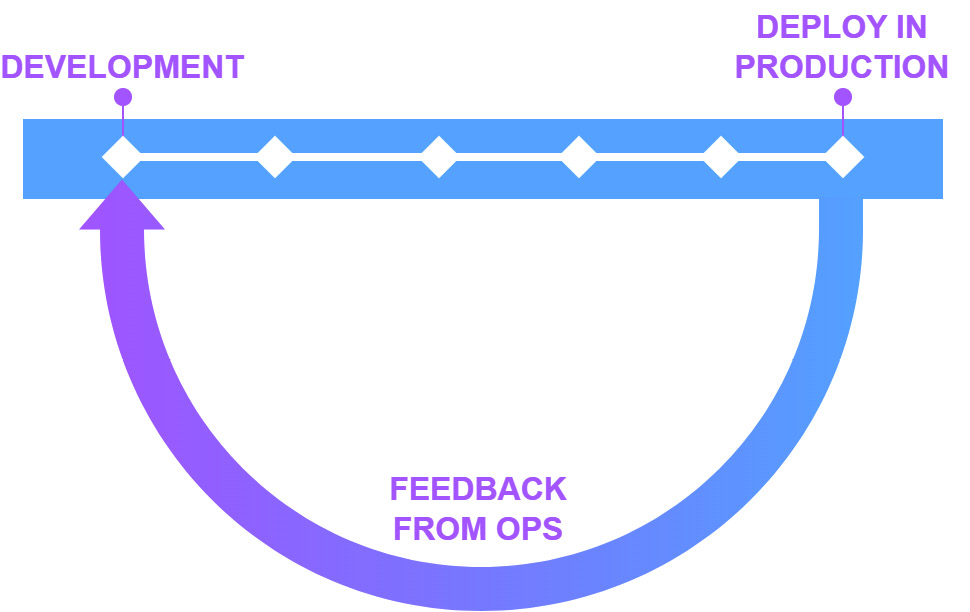 DEVELOPMENT
DEPLOY IN
PRODUCTION
FEEDBACK
FROM OPS